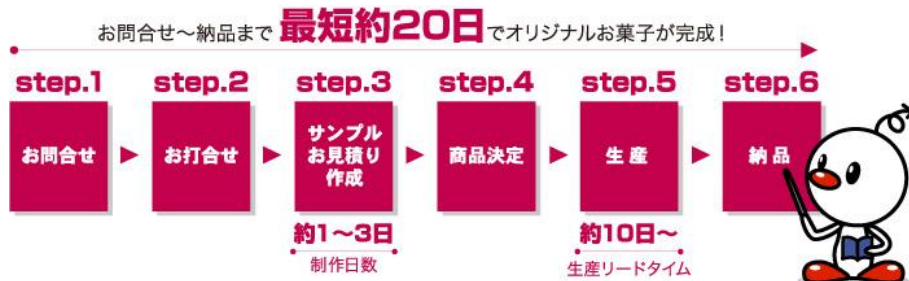 お問合せ～納品まで最短約20日でオリジナルお菓子が完成！
step.1
お問合せ
step.2
お打合せ
step.3
サンプル
お見積り
作成
約1～3日
制作日数
step.4
商品決定
step.5
生産
約10日～
生産リードタイム
step.6
納品